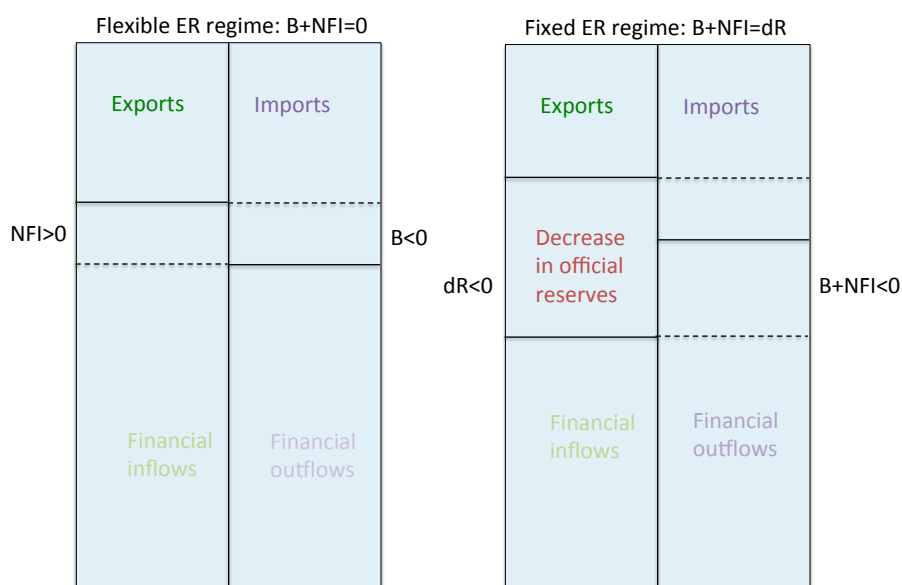 Flexible ER regime: B+NFI=0
Exports
Imports
NFI>0
B<0
Financial
inflows
Financial
outflows
Fixed ER regime: B+NFI=dR
Exports
Imports
Decrease
in official
reserves
dR<0
B+NFI<0
Financial
inflows
Financial
outflows